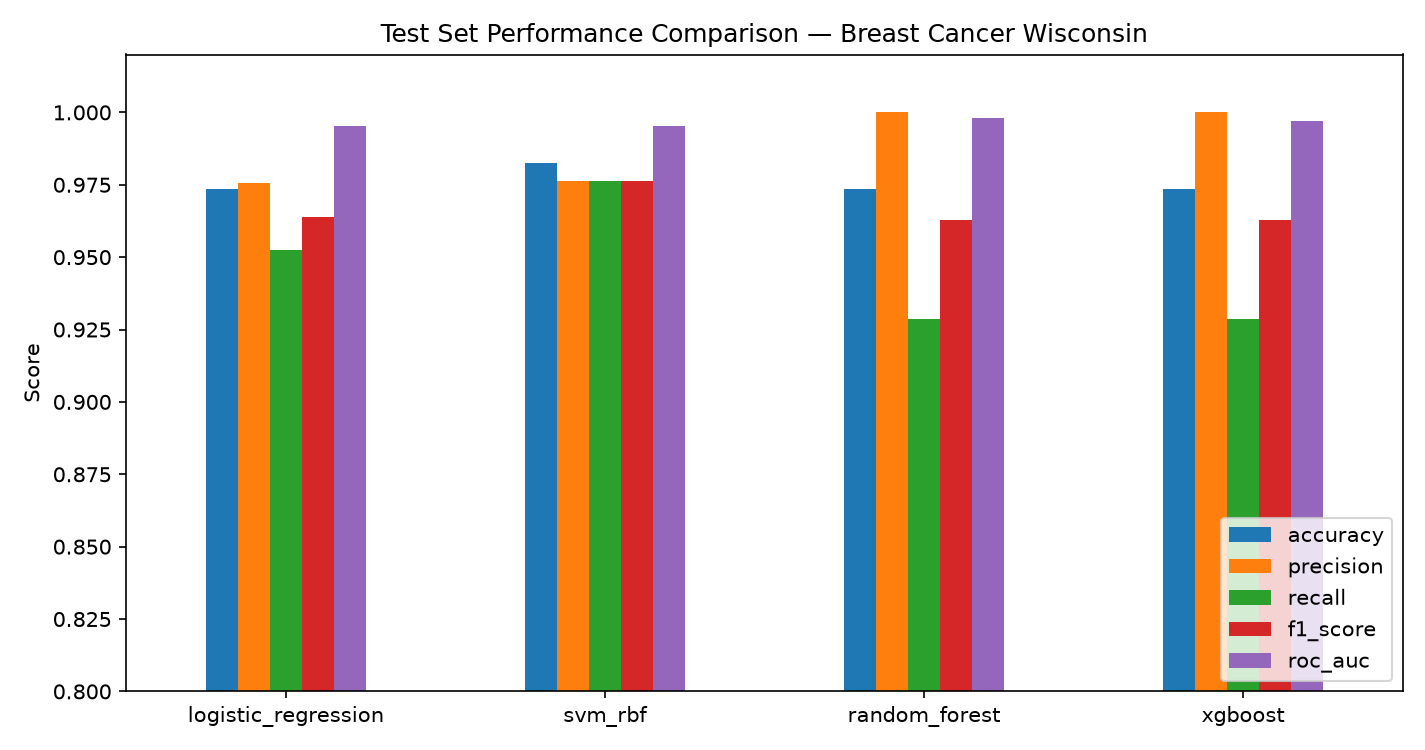 Test Set Performance Comparison — Breast Cancer Wisconsin
Score
1.000
0.975
0.950
0.925
0.900
0.875
0.850
0.825
0.800
logistic_regression
svm_rbf
random_forest
xgboost
accuracy
precision
recall
f1_score
roc_auc